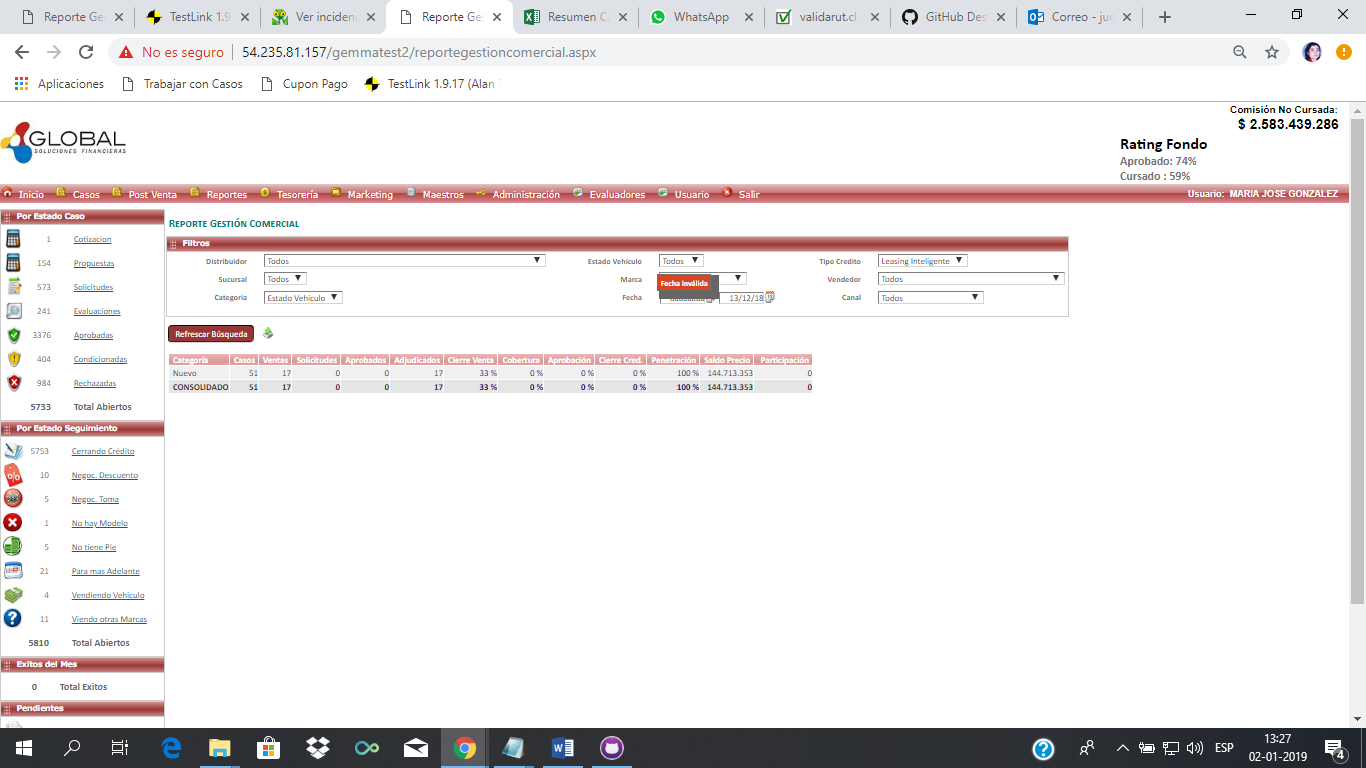 Reporte Ge
TestLink 1.9
Ver inciden
Reporte Ge
Resumen C
WhatsApp
validarut.cl
GitHub Des
Correo - juc
No es seguro
54.235.81.157/gemmatest2/reportegestioncomercial.aspx
Aplicaciones
Trabajar con Casos
Cupon Pago
TestLink 1.9.17 (Alan
GLOBAL
SOLUCIONES FINANCIERAS
Comisión No Cursada:
$ 2.583.439.286
Rating Fondo
Aprobado: 74%
Cursado : 59%
Inicio Casos Post Venta Reportes Tesorería Marketing Maestros Administración Evaluadores Usuario Salir
Usuario: MARIA JOSE GONZALEZ
Por Estado Caso
1 Cotizacion
154 Propuestas
573 Solicitudes
241 Evaluaciones
3376 Aprobadas
404 Condicionadas
984 Rechazadas
5733 Total Abiertos
Por Estado Seguimiento
5753 Cerrando Crédito
10 Negoc. Descuento
5 Negoc. Toma
1 No hay Modelo
5 No tiene Pie
21 Para mas Adelante
4 Vendiendo Vehículo
11 Viendo otras Marcas
5810 Total Abiertos
Exitos del Mes
0 Total Exitos
Pendientes
REPORTE GESTIÓN COMERCIAL
Filtros
Distribuidor Todos Estado Vehículo Todos Tipo Credito Leasing Inteligente
Sucursal Todos Marca Vendedor Todos
Fecha inválida
Categoria Estado Vehículo Fecha 13/12/18 Canal Todos
Refrescar Búsqueda
Categoría Casos Ventas Solicitudes Aprobados Adjudicados Cierre Venta Cobertura Aprobación Cierre Cred. Penetración Saldo Precio Participación
Nuevo 51 17 0 0 17 33 % 0 % 0 % 0 % 100 % 144.713.353 0
CONSOLIDADO 51 17 0 0 17 33 % 0 % 0 % 0 % 100 % 144.713.353 0
ESP
13:27
02-01-2019
4